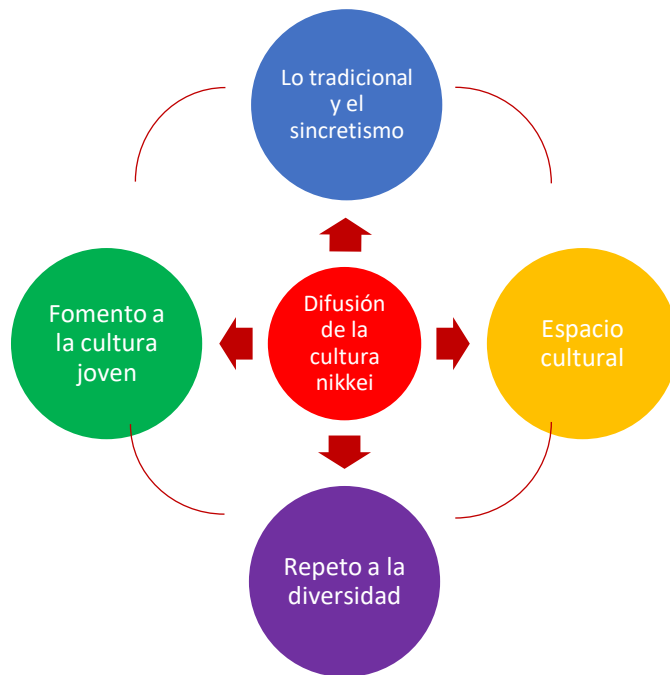 Lo tradicional
y el
sincretismo
Fomento a
la cultura
joven
Difusión
de la
cultura
nikkei
Espacio
cultural
Repeto a la
diversidad